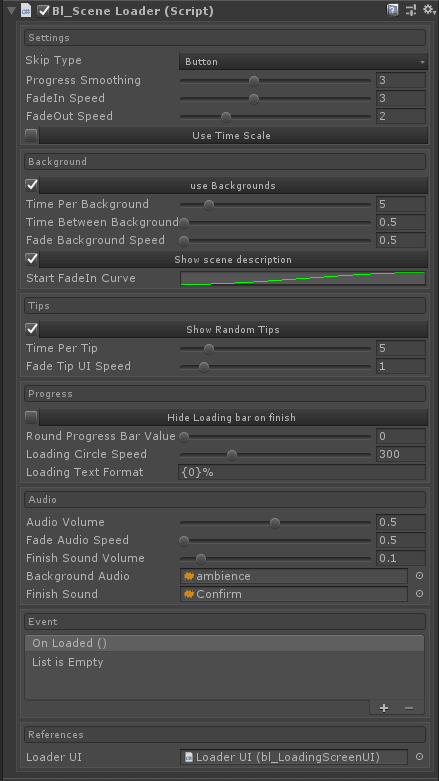 Bl_Scene Loader (Script)
Settings
Skip Type Button
Progress Smoothing 3
FadeIn Speed 3
FadeOut Speed 2
Use Time Scale
Background
use Backgrounds
Time Per Background 5
Time Between Background 0.5
Fade Background Speed 0.5
Show scene description
Start FadeIn Curve
Tips
Show Random Tips
Time Per Tip 5
Fade Tip UI Speed 1
Progress
Hide Loading bar on finish
Round Progress Bar Value 0
Loading Circle Speed 300
Loading Text Format {0}%
Audio
Audio Volume 0.5
Fade Audio Speed 0.5
Finish Sound Volume 0.1
Background Audio ambience
Finish Sound Confirm
Event
On Loaded ()
List is Empty
References
Loader UI Loader UI (bl_LoadingScreenUI)